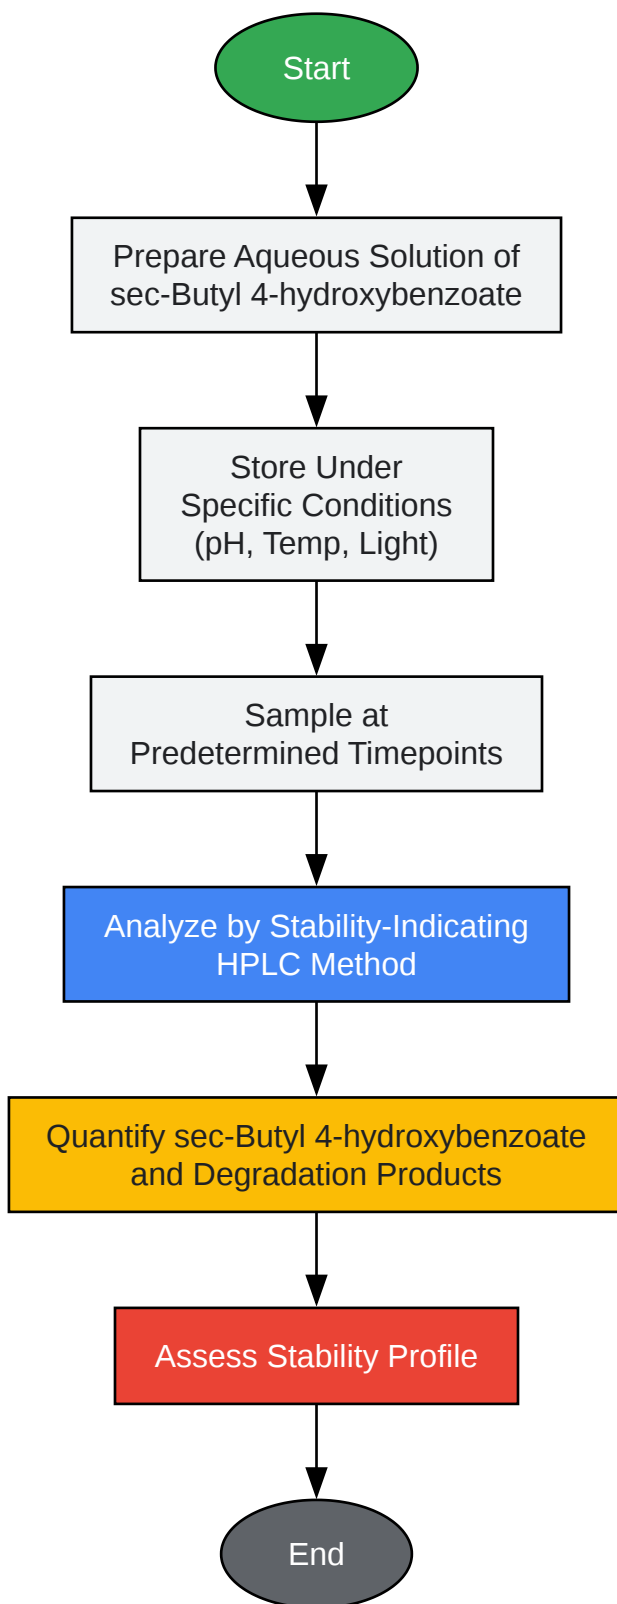 Start
Prepare Aqueous Solution of
sec-Butyl 4-hydroxybenzoate
Store Under
Specific Conditions
(pH, Temp, Light)
Sample at
Predetermined Timepoints
Analyze by Stability-Indicating
HPLC Method
Quantify sec-Butyl 4-hydroxybenzoate
and Degradation Products
Assess Stability Profile
End